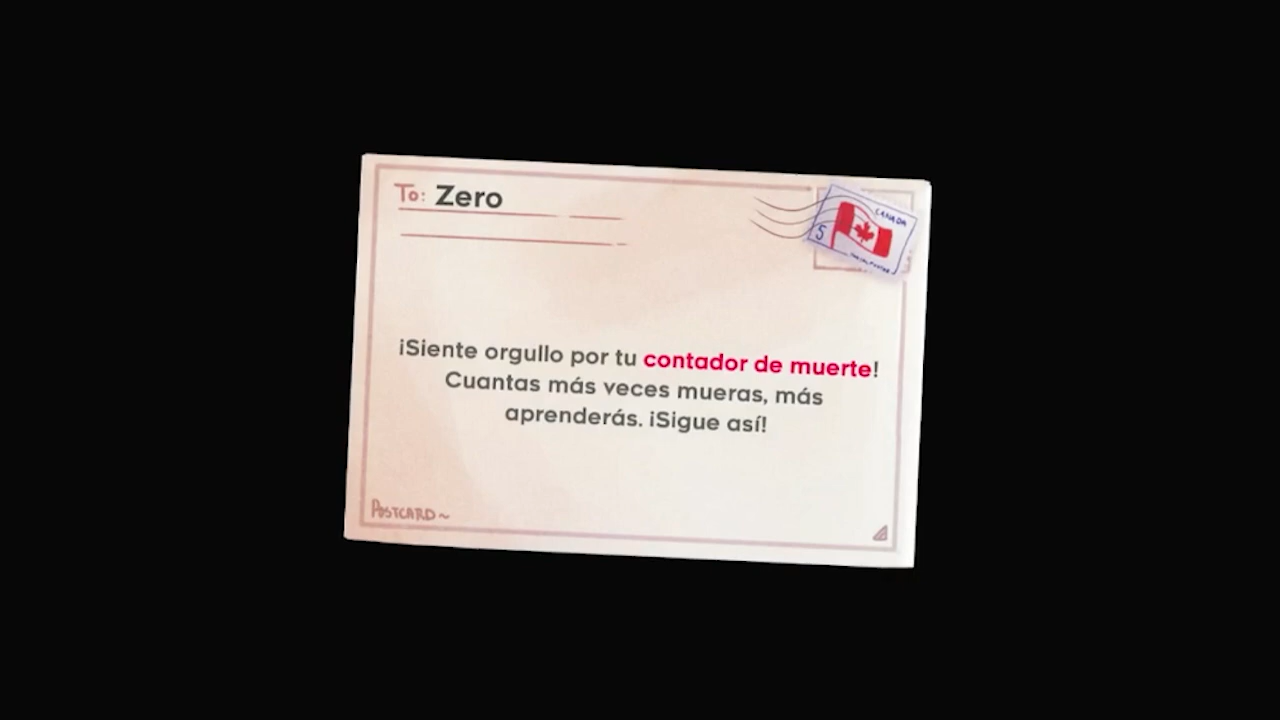 To: Zero
CANADA
5
¡Siente orgullo por tu contador de muerte!
Cuantas más veces mueras, más
aprenderás. ¡Sigue así!
POSTCARD~